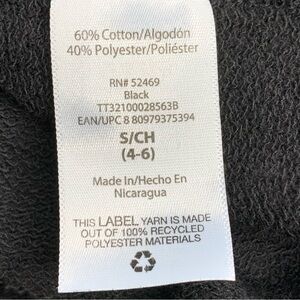 60% Cotton/Algodón
40% Polyester/Poliéster
RN# 52469
Black
TT32100028563B
EAN/UPC 8 80979375394
S/CH
(4-6)
Made In/Hecho En
Nicaragua
THIS LABEL YARN IS MADE
OUT OF 100% RECYCLED
POLYESTER MATERIALS